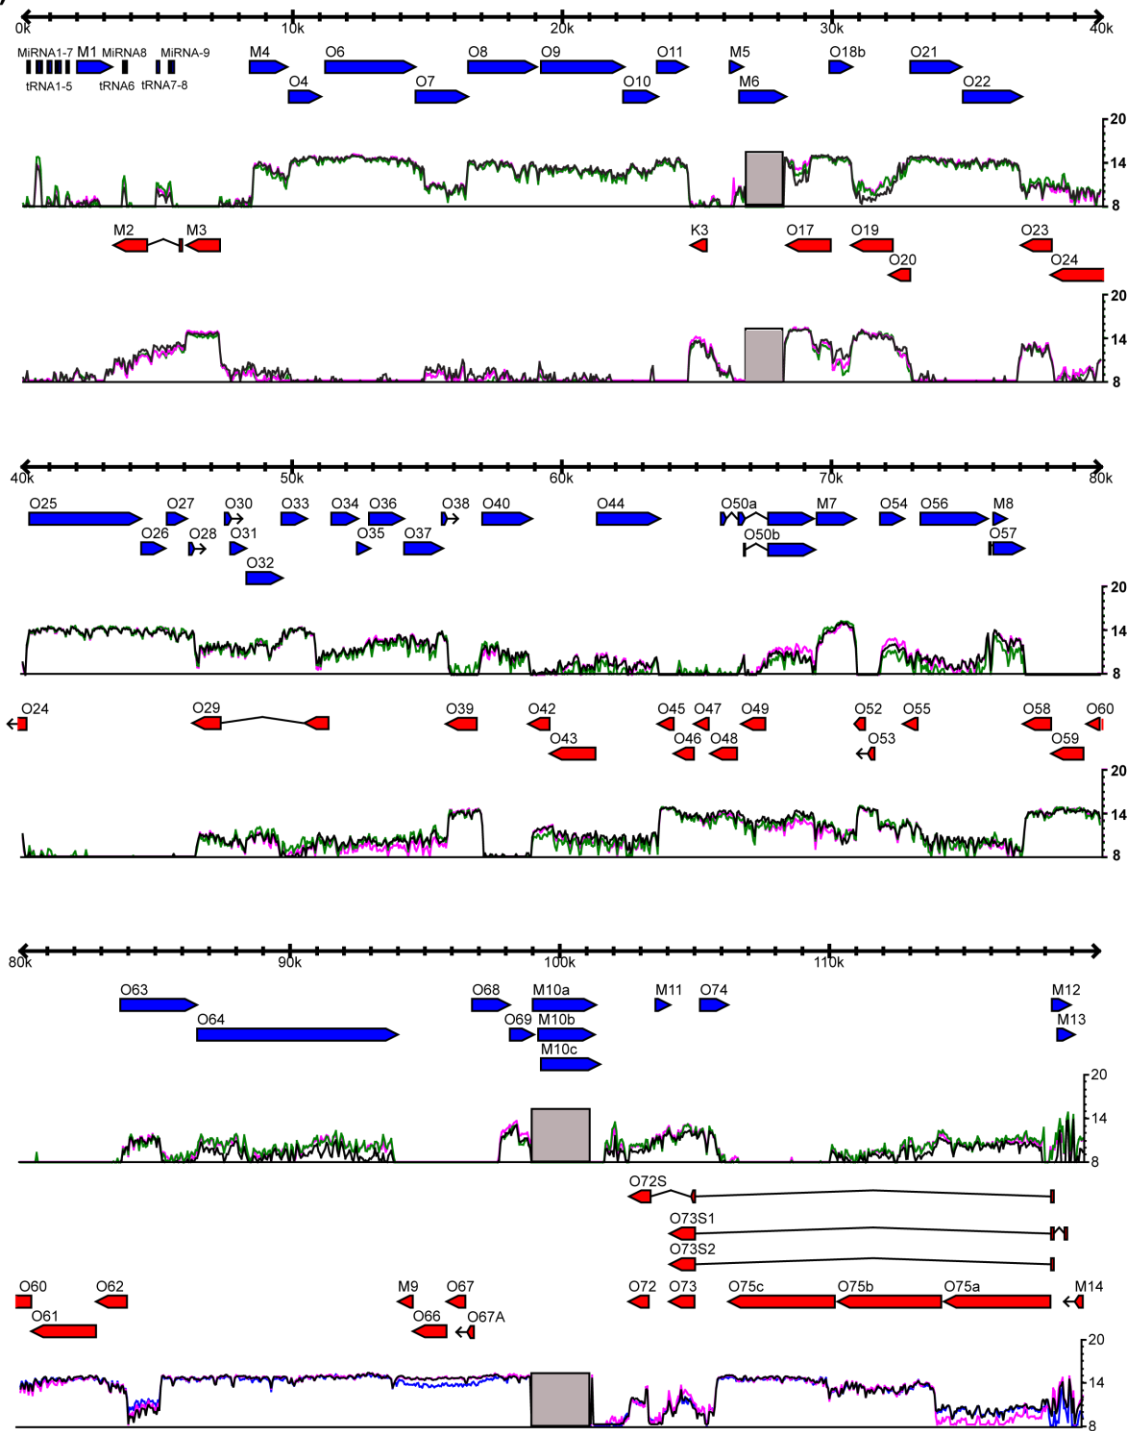 )
0k 10k 20k 30k 40k
MiRNA1-7 M1 MiRNA8 MiRNA-9 M4 O6 O8 O9 O11 M5 O18b O21
tRNA1-5 tRNA6 tRNA7-8 O4 O7 O10 M6 O22
20
14
8
M2 M3 K3 O17 O19 O23
O20 O24
20
14
8
40k 50k 60k 70k 80k
O25 O27 O30 O33 O34 O36 O38 O40 O44 O50a M7 O54 O56 M8
O26 O28 O31 O35 O37 O50b O57
O32
20
14
8
O24 O29 O39 O42 O45 O47 O49 O52 O55 O58 O60
O43 O46 O48 O53 O59
20
14
8
80k 90k 100k 110k
O63 O68 M10a M11 O74 M12
O64 O69 M10b M13
M10c
20
14
8
O72S
O73S1
O73S2
O60 O62 M9 O67 O72 O73 O75c O75b O75a M14
O61 O66 O67A
20
14
8